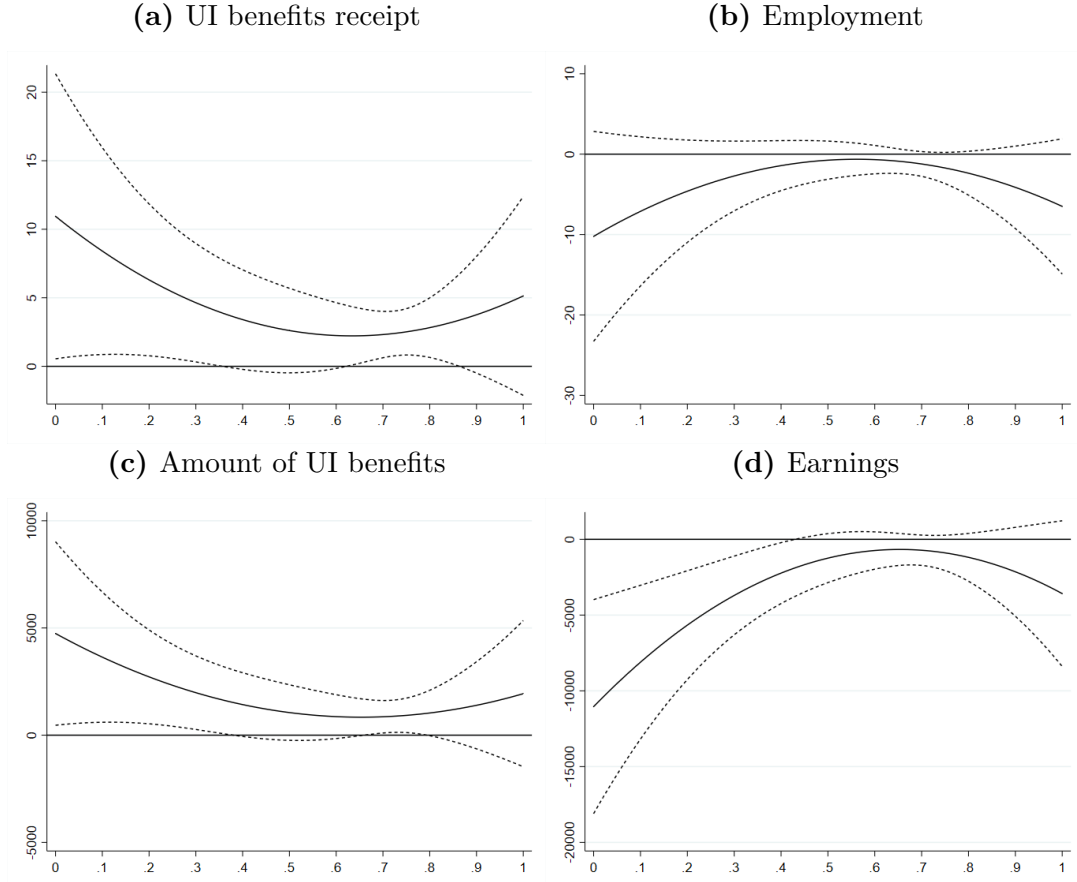 (a) UI benefits receipt
20
15
10
5
0
0 .1 .2 .3 .4 .5 .6 .7 .8 .9 1
(b) Employment
10
0
-10
-20
-30
0 .1 .2 .3 .4 .5 .6 .7 .8 .9 1
(c) Amount of UI benefits
10000
5000
0
-5000
0 .1 .2 .3 .4 .5 .6 .7 .8 .9 1
(d) Earnings
0
-5000
-10000
-15000
-20000
0 .1 .2 .3 .4 .5 .6 .7 .8 .9 1